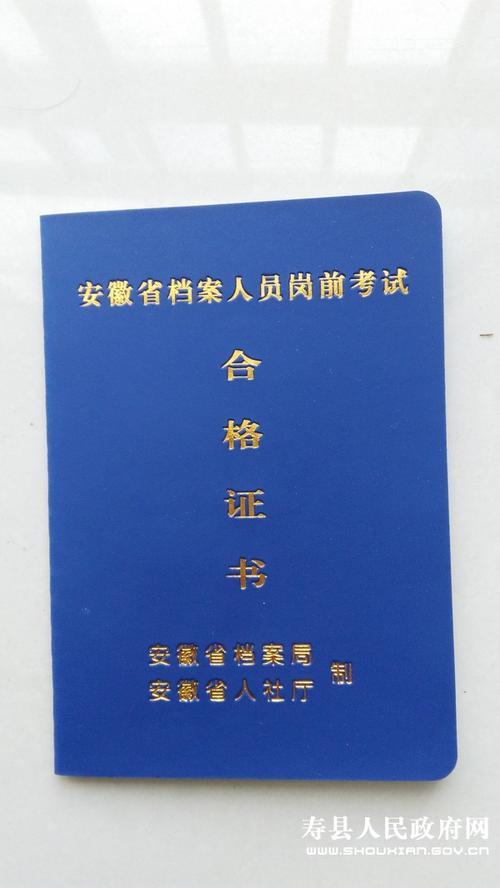 安徽省档案人员岗前考试
合
格
证
书
安徽省档案局
安徽省人社厅
制
寿县人民政府网
WWW.SHOUXIAN.GOV.CN